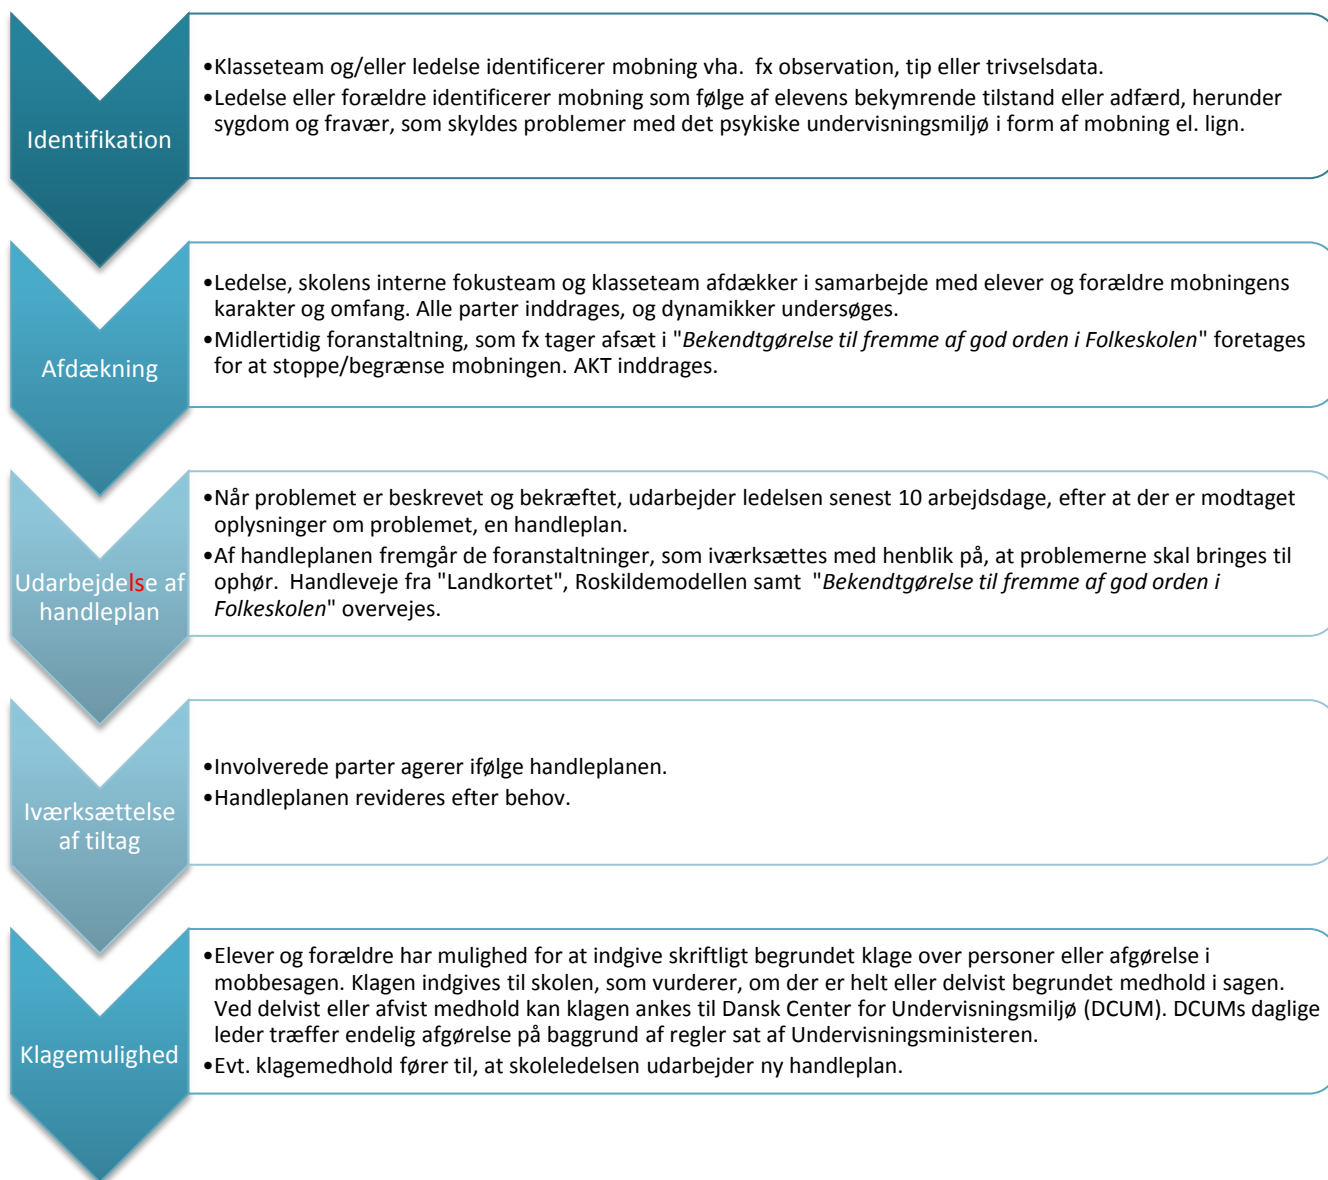 Identifikation
•Klasseteam og/eller ledelse identificerer mobning vha.  fx observation, tip eller trivselsdata.
•Ledelse eller forældre identificerer mobning som følge af elevens bekymrende tilstand eller adfærd, herunder
sygdom og fravær, som skyldes problemer med det psykiske undervisningsmiljø i form af mobning el. lign.
Afdækning
•Ledelse, skolens interne fokusteam og klasseteam afdækker i samarbejde med elever og forældre mobningens
karakter og omfang. Alle parter inddrages, og dynamikker undersøges.
•Midlertidig foranstaltning, som fx tager afsæt i "Bekendtgørelse til fremme af god orden i Folkeskolen" foretages
for at stoppe/begrænse mobningen. AKT inddrages.
Udarbejdelse af
handleplan
•Når problemet er beskrevet og bekræftet, udarbejder ledelsen senest 10 arbejdsdage, efter at der er modtaget
oplysninger om problemet, en handleplan.
•Af handleplanen fremgår de foranstaltninger, som iværksættes med henblik på, at problemerne skal bringes til
ophør.  Handleveje fra "Landkortet", Roskildemodellen samt  "Bekendtgørelse til fremme af god orden i
Folkeskolen" overvejes.
Iværksættelse
af tiltag
•Involverede parter agerer ifølge handleplanen.
•Handleplanen revideres efter behov.
Klagemulighed
•Elever og forældre har mulighed for at indgive skriftligt begrundet klage over personer eller afgørelse i
mobbesagen. Klagen indgives til skolen, som vurderer, om der er helt eller delvist begrundet medhold i sagen.
Ved delvist eller afvist medhold kan klagen ankes til Dansk Center for Undervisningsmiljø (DCUM). DCUMs daglige
leder træffer endelig afgørelse på baggrund af regler sat af Undervisningsministeren.
•Evt. klagemedhold fører til, at skoleledelsen udarbejder ny handleplan.